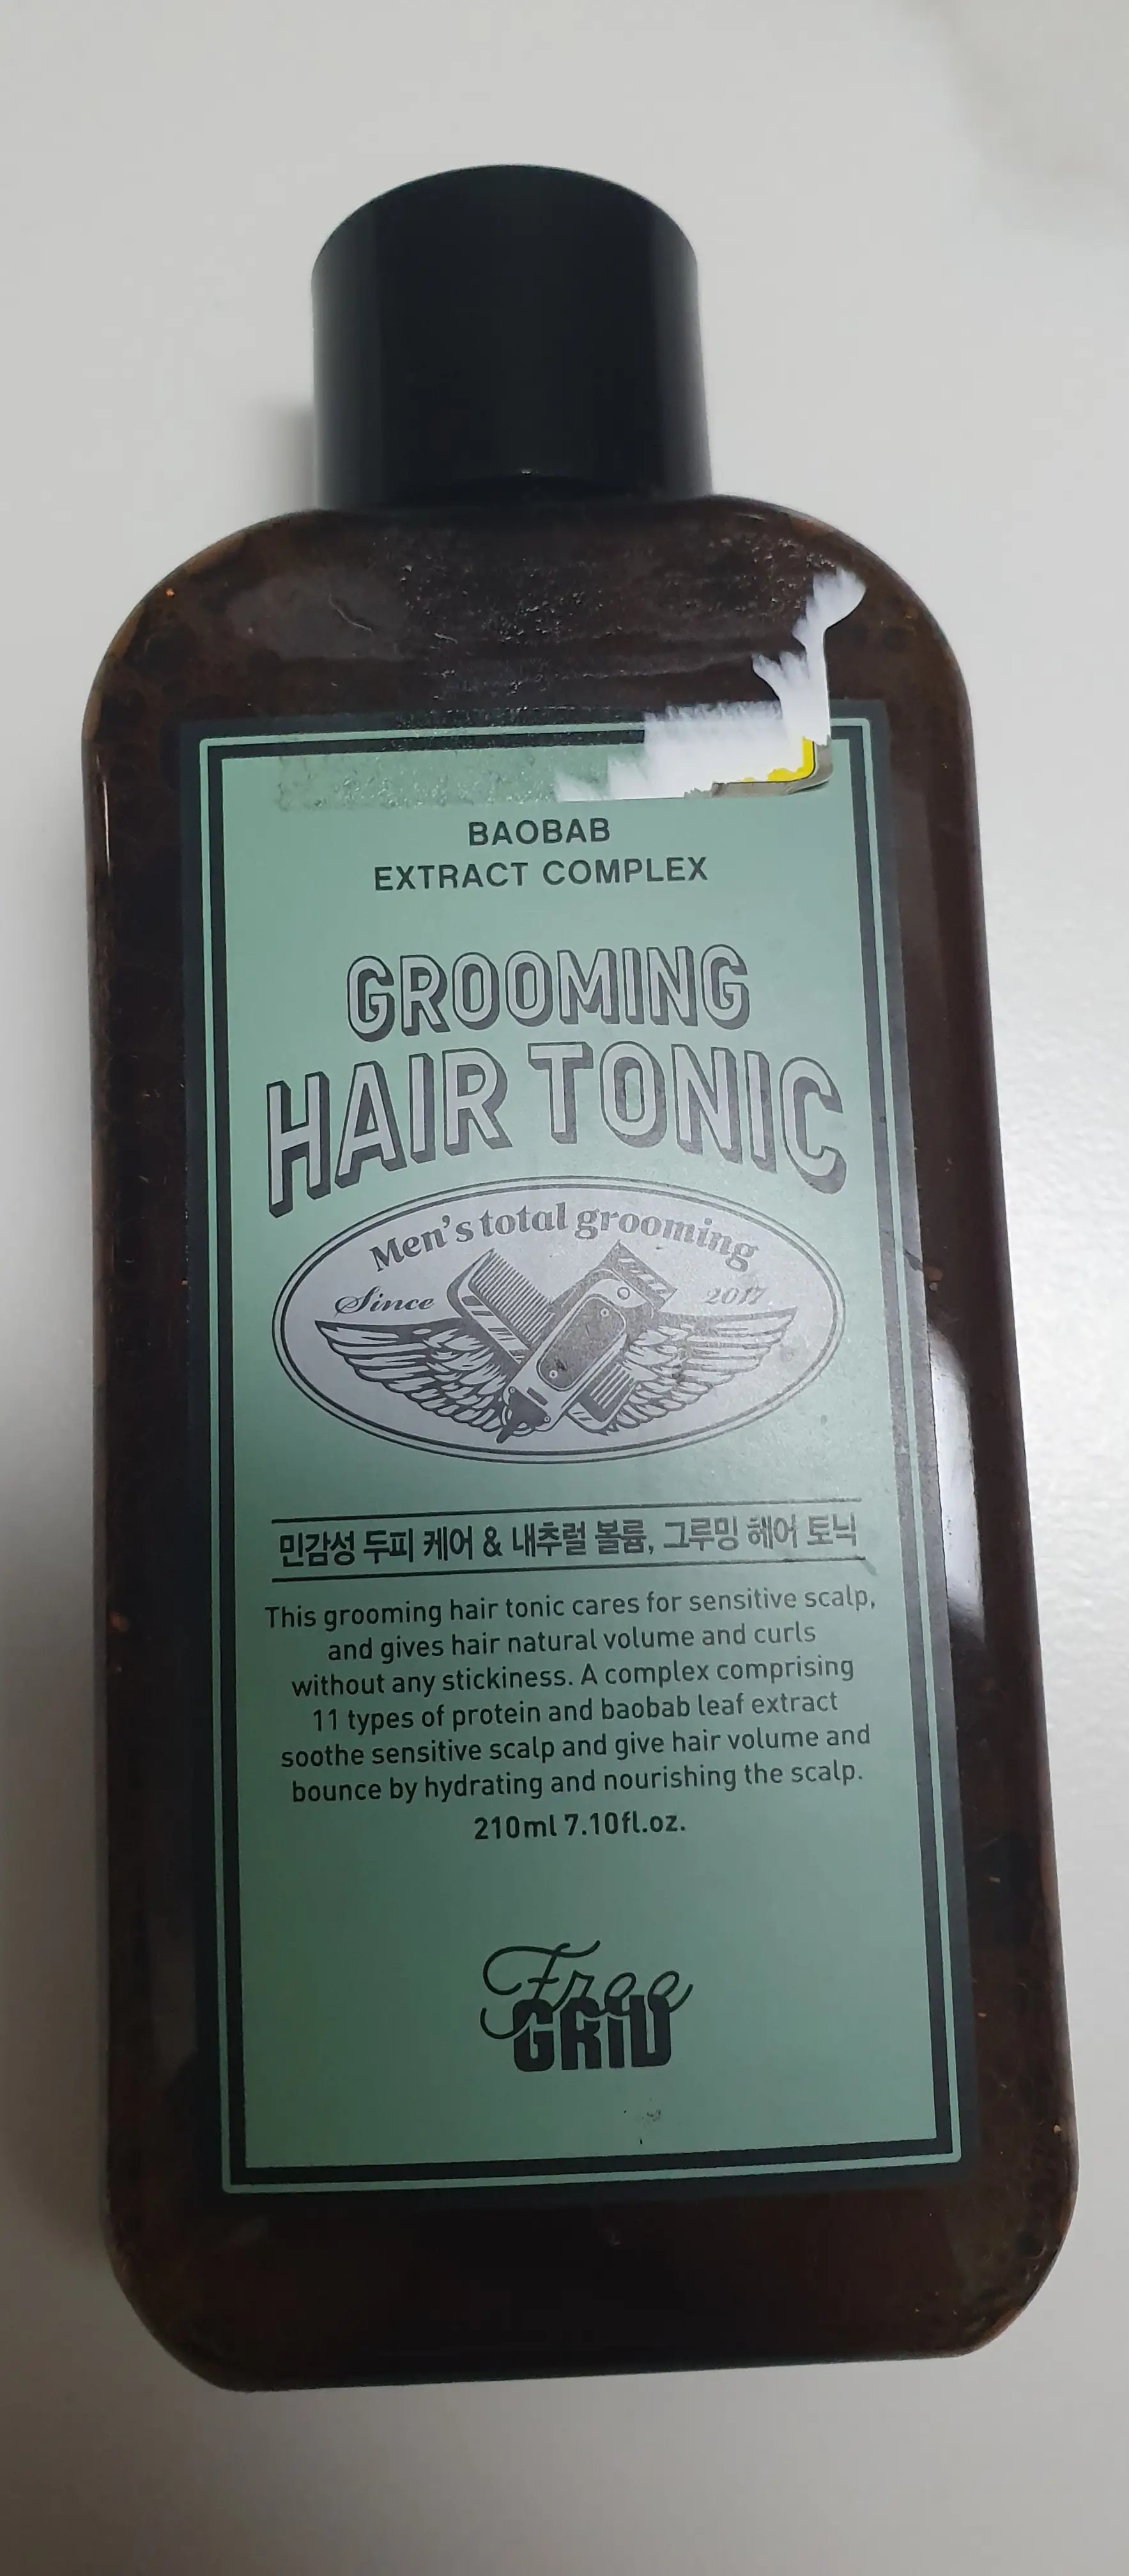 BAOBAB
EXTRACT COMPLEX
GROOMING
HAIR TONIC
Men's total grooming
Since 2017
민감성 두피 케어 & 내추럴 볼륨, 그루밍 헤어 토닉
This grooming hair tonic cares for sensitive scalp,
and gives hair natural volume and curls
without any stickiness. A complex comprising
11 types of protein and baobab leaf extract
soothe sensitive scalp and give hair volume and
bounce by hydrating and nourishing the scalp.
210ml 7.10fl.oz.
Free
GRID